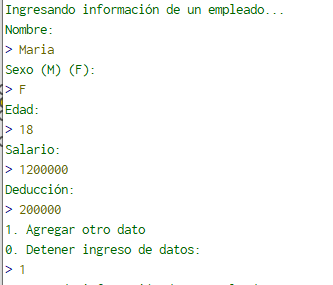 Ingresando información de un empleado...
Nombre:
> Maria
Sexo (M) (F):
> F
Edad:
> 18
Salario:
> 1200000
Deducción:
> 200000
1. Agregar otro dato
0. Detener ingreso de datos:
> 1